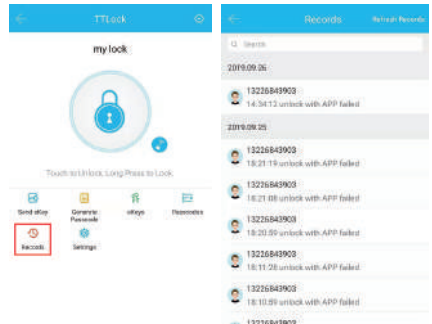 TTLock
my lock
Touch to Unlock, Long Press to Lock
Send eKey
Generate Passcode
eKeys
Passcodes
Records
Settings
Records
Refresh Records
Search
2019.09.26
13226843903
14:34:12 unlock with APP failed
2019.09.25
13226843903
18:21:19 unlock with APP failed
13226843903
18:21:08 unlock with APP failed
13226843903
18:20:59 unlock with APP failed
13226843903
18:11:28 unlock with APP failed
13226843903
18:10:59 unlock with APP failed
13226843903